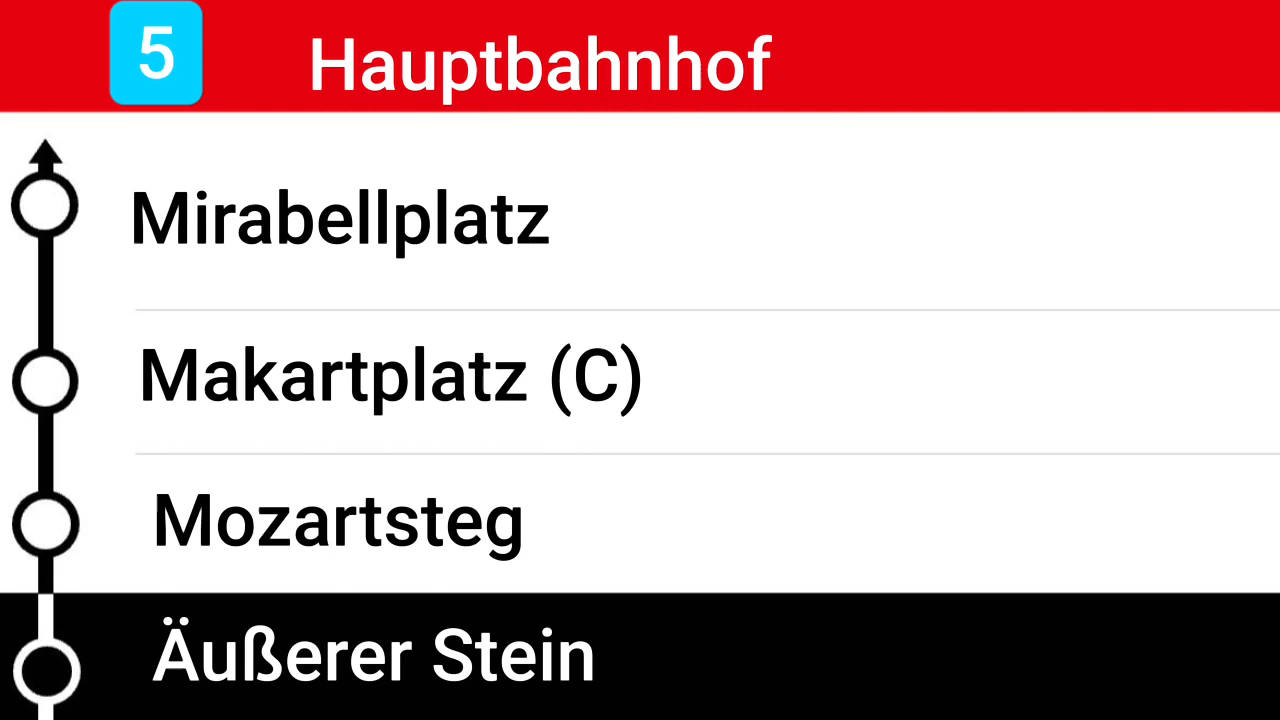 5 Hauptbahnhof
Mirabellplatz
Makartplatz (C)
Mozartsteg
Äußerer Stein